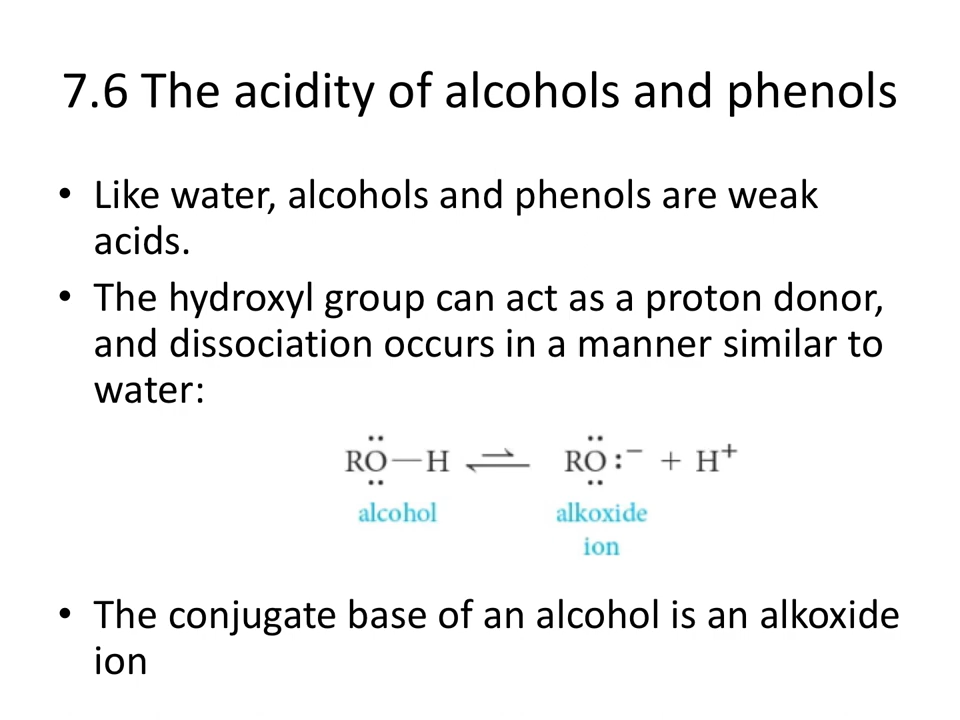 7.6 The acidity of alcohols and phenols
• Like water, alcohols and phenols are weak
acids.
• The hydroxyl group can act as a proton donor,
and dissociation occurs in a manner similar to
water:
RÖ—H ⇌ RÖ:⁻ + H⁺
alcohol alkoxide
ion
• The conjugate base of an alcohol is an alkoxide
ion